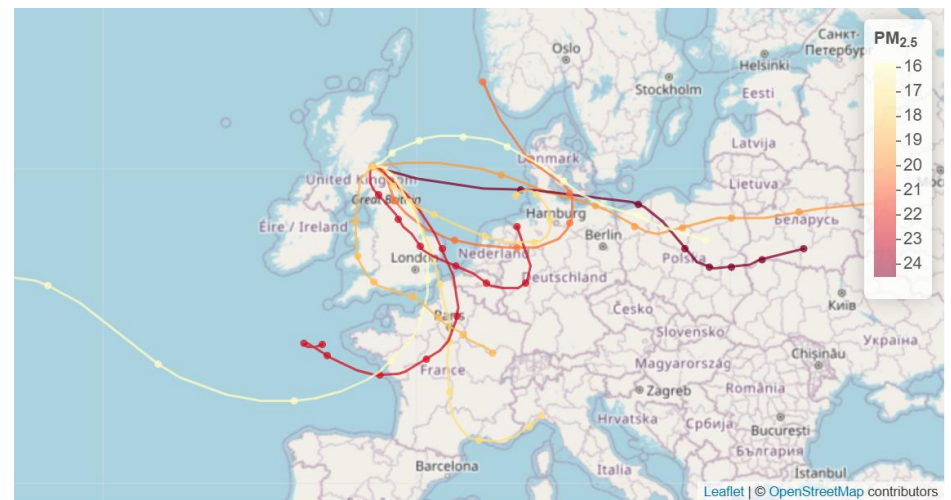 Oslo
Санкт-
Петербур
Helsinki
Stockholm
Eesti
Latvija
Danmark
Lietuva
United Kingdom
Great Britain
Éire / Ireland
Hamburg
Беларусь
Berlin
London
Nederland
Polska
Deutschland
Česko
Київ
Paris
Slovensko
Україна
Chișinău
France
Magyarország
Zagreb
România
Hrvatska
Србија
București
България
Barcelona
Italia
Istanbul
PM2.5
16
17
18
19
20
21
22
23
24
Leaflet | © OpenStreetMap contributors